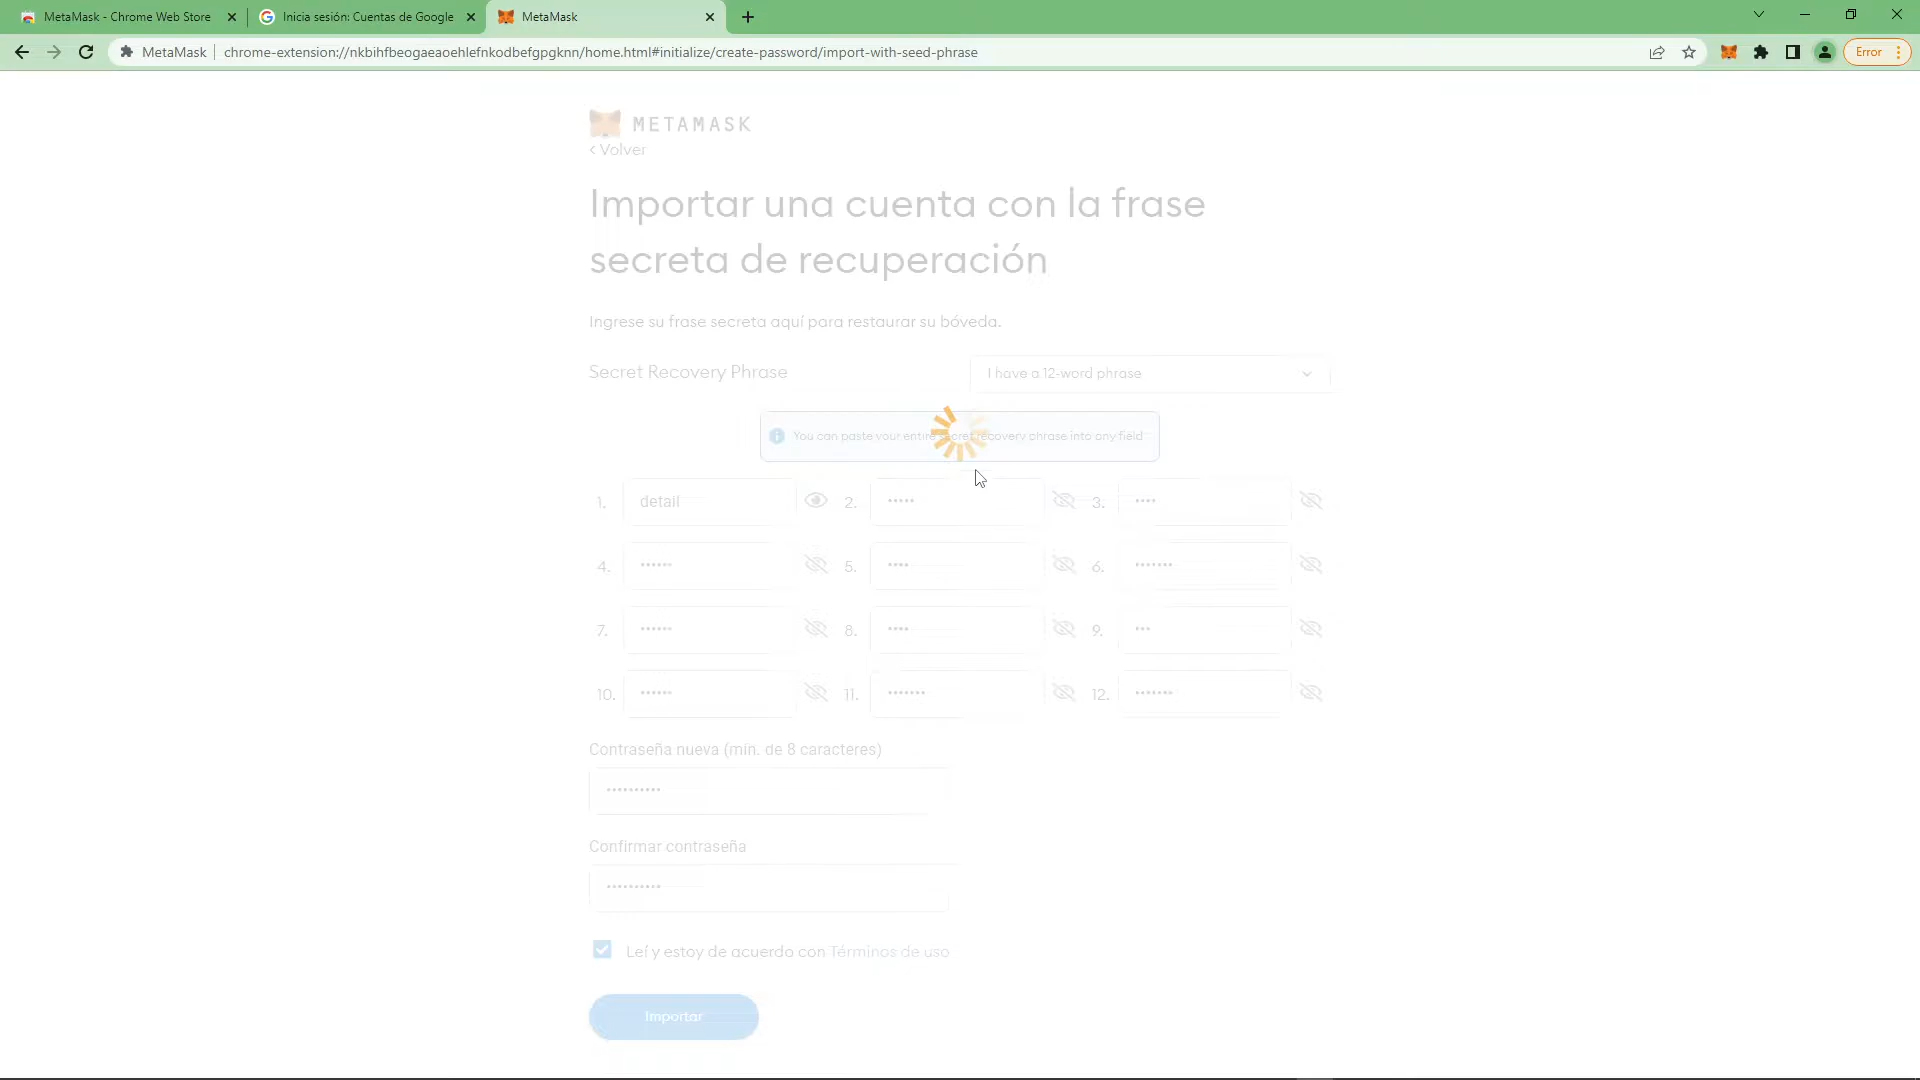 MetaMask - Chrome Web Store
Inicia sesión: Cuentas de Google
MetaMask
MetaMask
chrome-extension://nkbihfbeogaeaoehlefnkodbefgpgknn/home.html#initialize/create-password/import-with-seed-phrase
Error
METAMASK
< Volver
Importar una cuenta con la frase
secreta de recuperación
Ingrese su frase secreta aquí para restaurar su bóveda.
Secret Recovery Phrase
I have a 12-word phrase
You can paste your entire secret recovery phrase into any field
1. detail 2. ••••• 3. ••••
4. •••••• 5. •••• 6. •••••••
7. •••••• 8. •••• 9. •••
10. •••••• 11. ••••••• 12. •••••••
Contraseña nueva (mín. de 8 caracteres)
••••••••••
Confirmar contraseña
••••••••••
Leí y estoy de acuerdo con Términos de uso
Importar